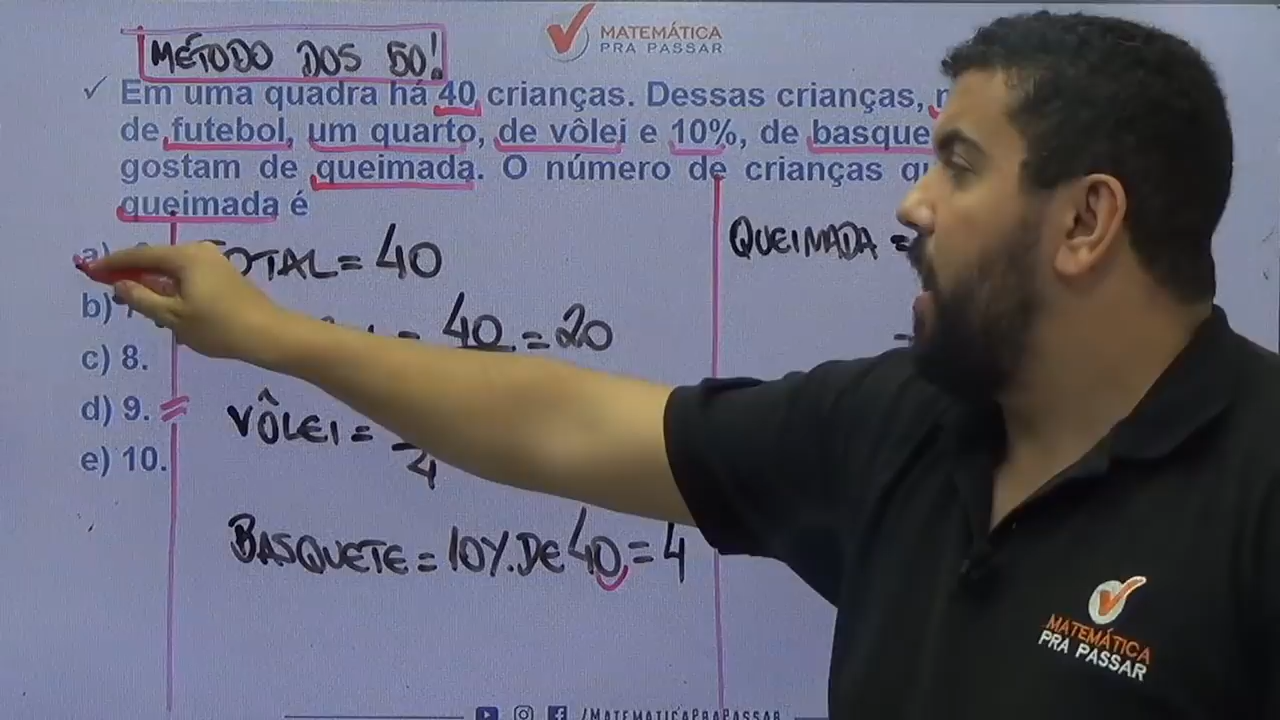 MÉTODO DOS 50!
MATEMÁTICA
PRA PASSAR
✓ Em uma quadra há 40 crianças. Dessas crianças,
de futebol, um quarto, de vôlei e 10%, de basque
gostam de queimada. O número de crianças
queimada é
a)
b)
c) 8.
d) 9.
e) 10.
TOTAL = 40
= 40 = 20
VÔLEI =
4
BASQUETE = 10% DE 40 = 4
QUEIMADA =
MATEMÁTICA
PRA PASSAR
/MATEMATICAPRAPASSAR